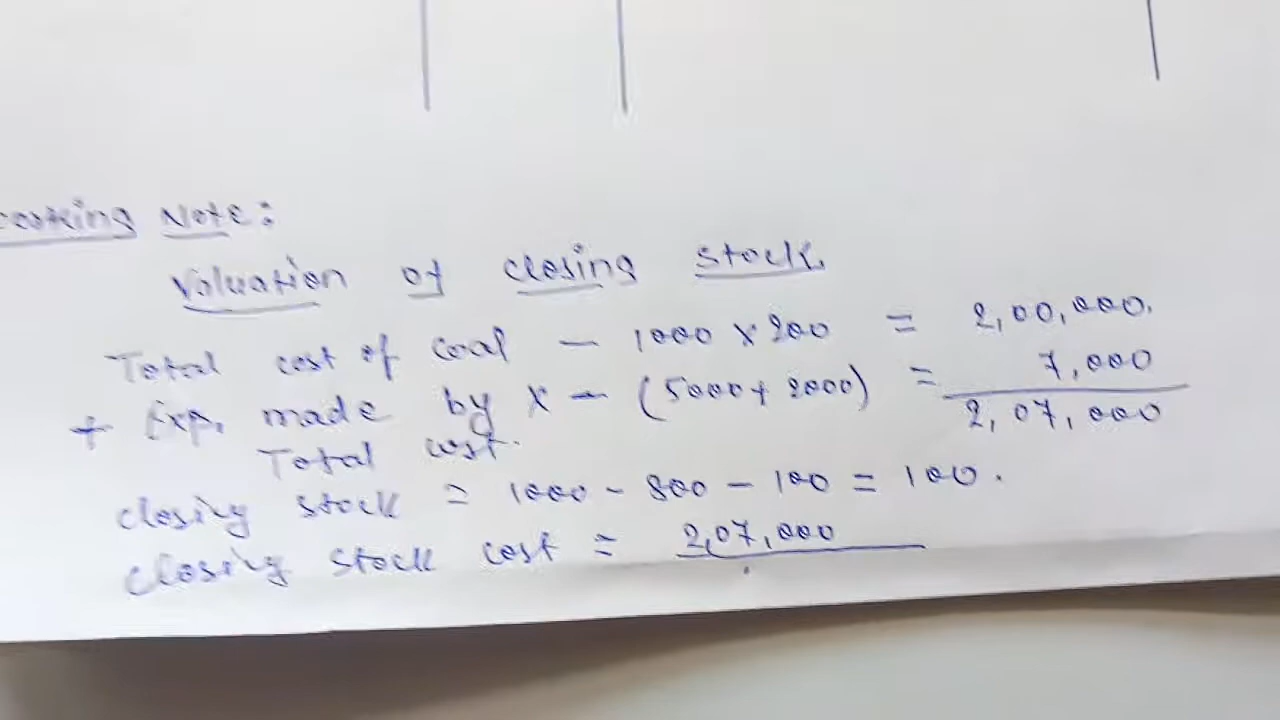 Working Note:
Valuation of closing stock.
Total cost of coal — 1000 x 200 = 2,00,000.
+ Exp. made by X — (5000 + 2000) = 7,000
Total cost. 2,07,000
closing stock = 1000 - 800 - 100 = 100.
closing stock cost = 2,07,000